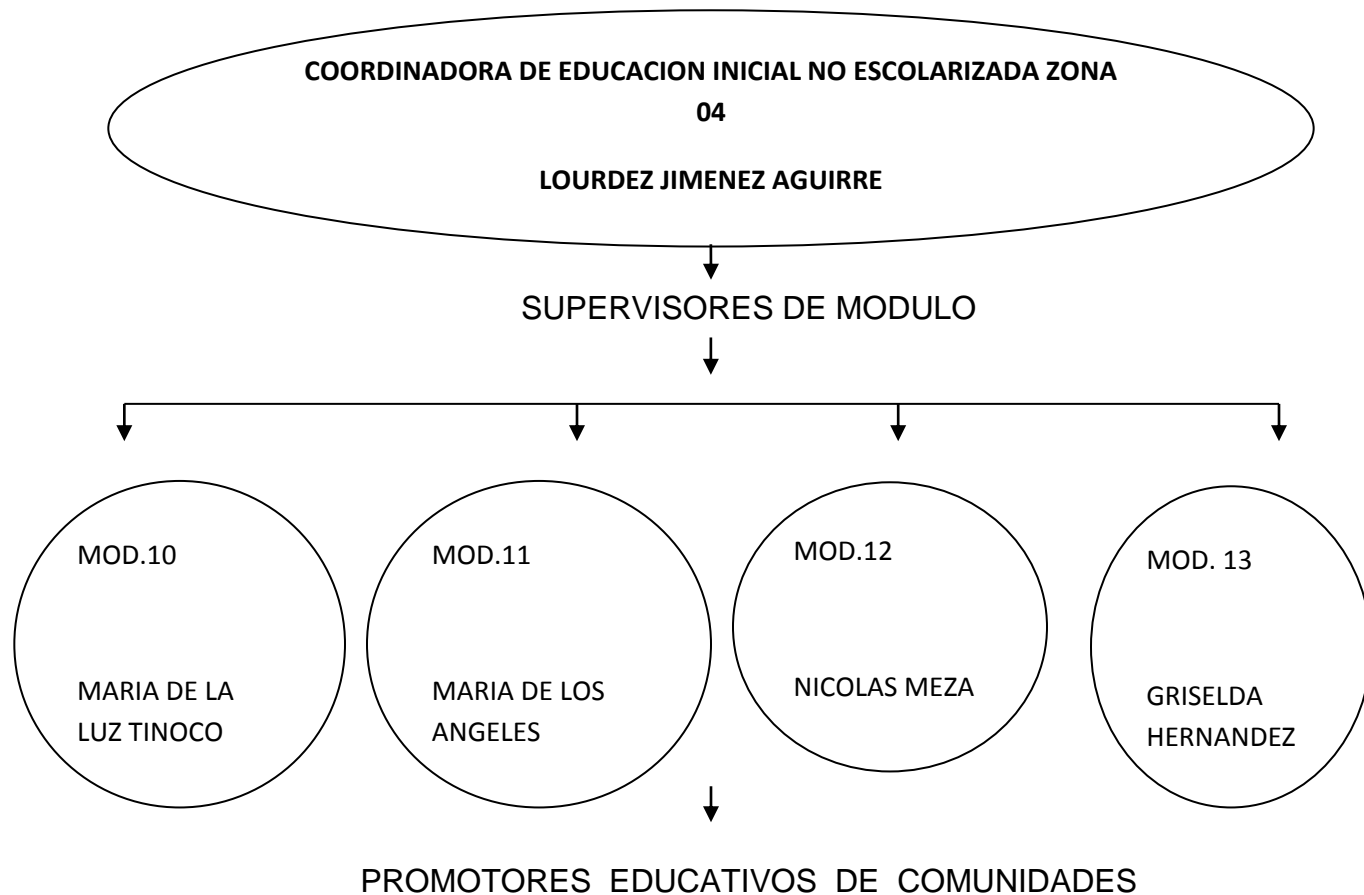 COORDINADORA DE EDUCACION INICIAL NO ESCOLARIZADA ZONA
04
LOURDEZ JIMENEZ AGUIRRE
SUPERVISORES DE MODULO
MOD.10
MARIA DE LA
LUZ TINOCO
MOD.11
MARIA DE LOS
ANGELES
MOD.12
NICOLAS MEZA
MOD. 13
GRISELDA
HERNANDEZ
PROMOTORES EDUCATIVOS DE COMUNIDADES